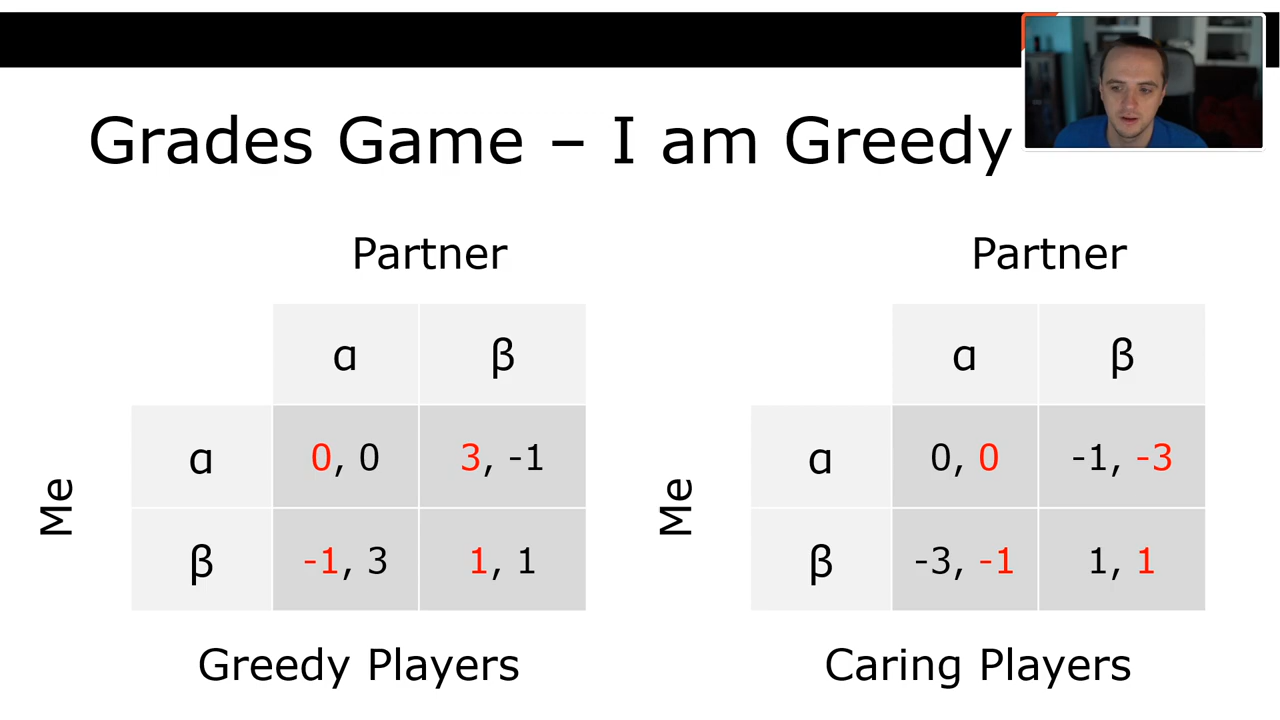 Grades Game – I am Greedy
Partner
α β
Me
α 0, 0 3, -1
β -1, 3 1, 1
Greedy Players
Partner
α β
Me
α 0, 0 -1, -3
β -3, -1 1, 1
Caring Players